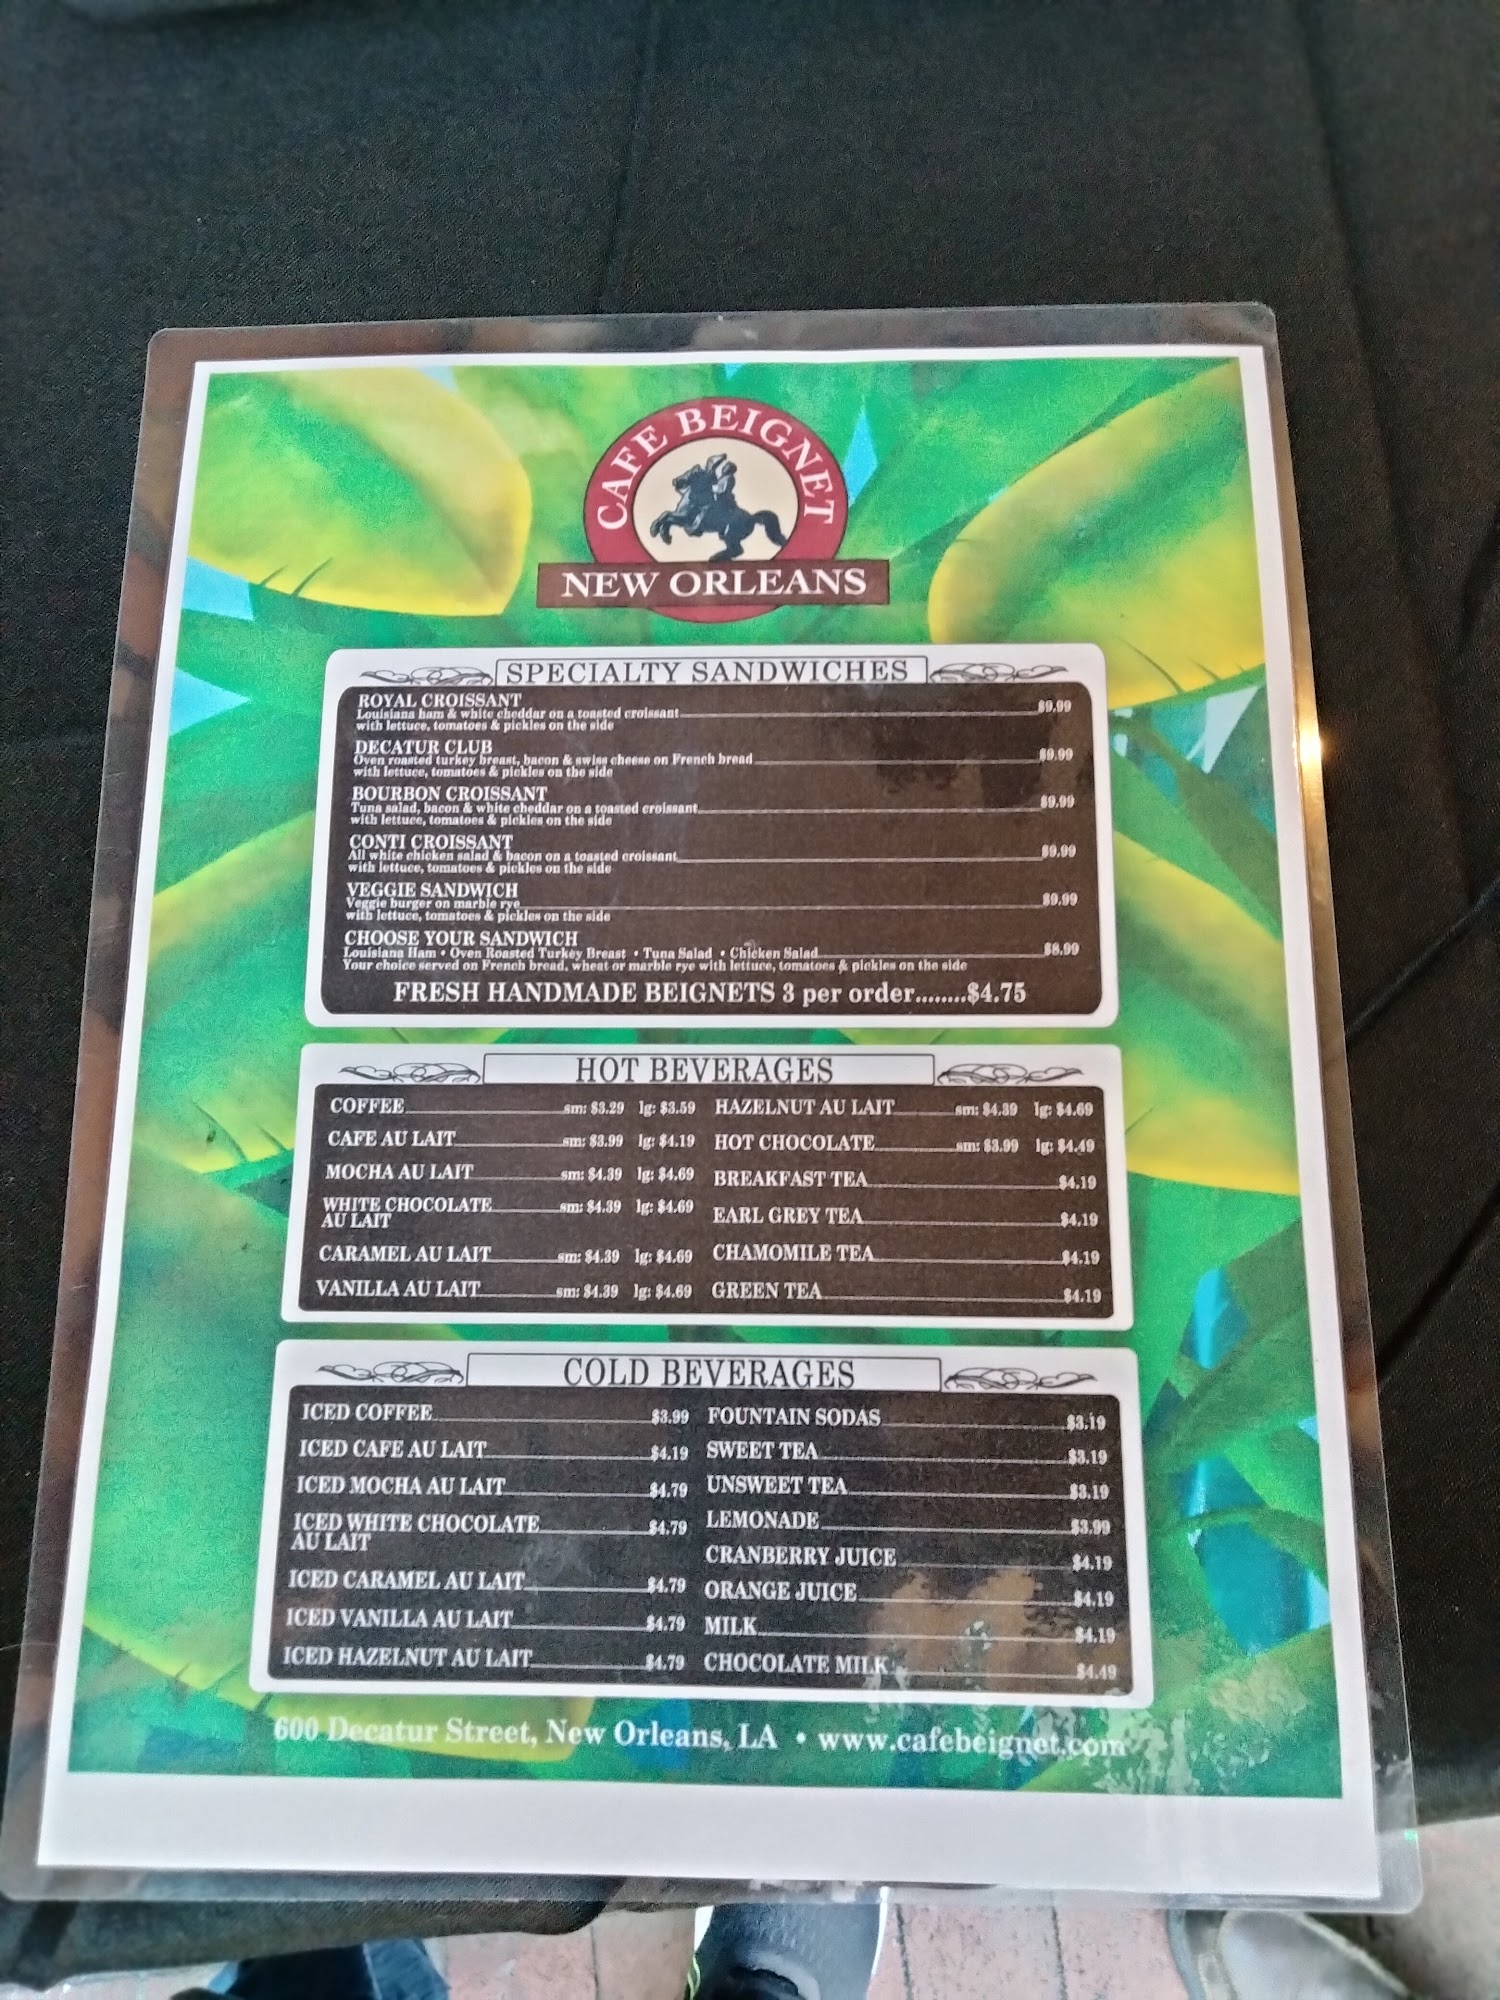 CAFE BEIGNET
NEW ORLEANS
SPECIALTY SANDWICHES
ROYAL CROISSANT
Louisiana ham & white cheddar on a toasted croissant $9.99
with lettuce, tomatoes & pickles on the side
DECATUR CLUB
Oven roasted turkey breast, bacon & swiss cheese on French bread $9.99
with lettuce, tomatoes & pickles on the side
BOURBON CROISSANT
Tuna salad, bacon & white cheddar on a toasted croissant $9.99
with lettuce, tomatoes & pickles on the side
CONTI CROISSANT
All white chicken salad & bacon on a toasted croissant $9.99
with lettuce, tomatoes & pickles on the side
VEGGIE SANDWICH
Veggie burger on marble rye $9.99
with lettuce, tomatoes & pickles on the side
CHOOSE YOUR SANDWICH
Louisiana Ham • Oven Roasted Turkey Breast • Tuna Salad • Chicken Salad $8.99
Your choice served on French bread, wheat or marble rye with lettuce, tomatoes & pickles on the side
FRESH HANDMADE BEIGNETS 3 per order........$4.75
HOT BEVERAGES
COFFEE sm: $3.29 lg: $3.59
CAFE AU LAIT sm: $3.99 lg: $4.19
MOCHA AU LAIT sm: $4.39 lg: $4.69
WHITE CHOCOLATE sm: $4.39 lg: $4.69
AU LAIT
CARAMEL AU LAIT sm: $4.39 lg: $4.69
VANILLA AU LAIT sm: $4.39 lg: $4.69
HAZELNUT AU LAIT sm: $4.39 lg: $4.69
HOT CHOCOLATE sm: $3.99 lg: $4.49
BREAKFAST TEA $4.19
EARL GREY TEA $4.19
CHAMOMILE TEA $4.19
GREEN TEA $4.19
COLD BEVERAGES
ICED COFFEE $3.99
ICED CAFE AU LAIT $4.19
ICED MOCHA AU LAIT $4.79
ICED WHITE CHOCOLATE $4.79
AU LAIT
ICED CARAMEL AU LAIT $4.79
ICED VANILLA AU LAIT $4.79
ICED HAZELNUT AU LAIT $4.79
FOUNTAIN SODAS $3.19
SWEET TEA $3.19
UNSWEET TEA $3.19
LEMONADE $3.99
CRANBERRY JUICE $4.19
ORANGE JUICE $4.19
MILK $4.19
CHOCOLATE MILK $4.49
600 Decatur Street, New Orleans, LA • www.cafebeignet.com